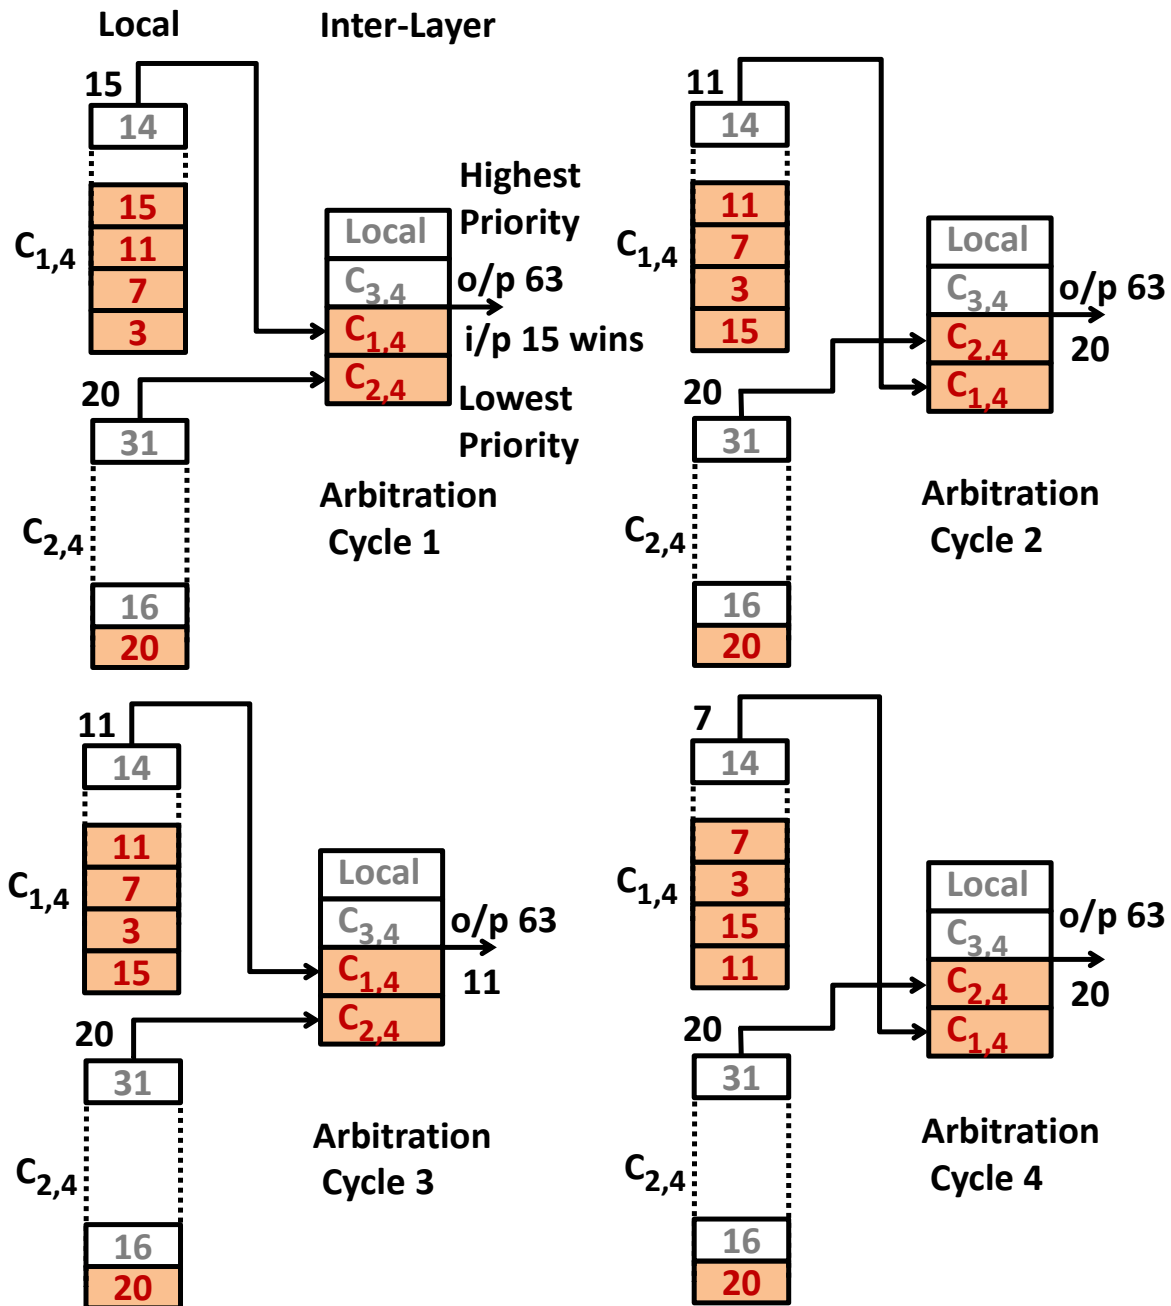 Local
Inter-Layer
15
14
15
11
7
3
C1,4
20
31
16
20
C2,4
Highest
Priority
Local
C3,4
C1,4
C2,4
o/p 63
i/p 15 wins
Lowest
Priority
Arbitration
Cycle 1
11
11
7
3
15
C1,4
20
31
16
20
C2,4
Local
C3,4
C2,4
C1,4
o/p 63
20
Arbitration
Cycle 2
11
14
11
7
3
15
C1,4
20
31
16
20
C2,4
Local
C3,4
C1,4
C2,4
o/p 63
11
Arbitration
Cycle 3
7
14
7
3
15
11
C1,4
20
31
16
20
C2,4
Local
C3,4
C2,4
C1,4
o/p 63
20
Arbitration
Cycle 4